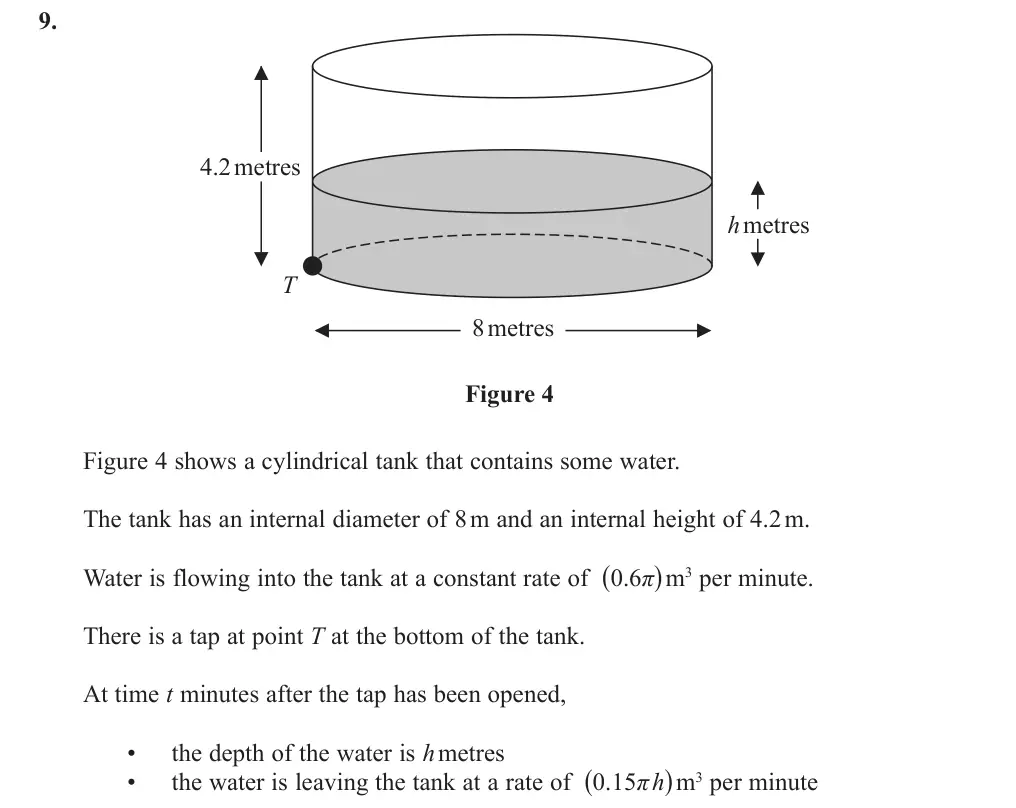 9.
4.2 metres
h metres
T
8 metres
Figure 4
Figure 4 shows a cylindrical tank that contains some water.
The tank has an internal diameter of 8 m and an internal height of 4.2 m.
Water is flowing into the tank at a constant rate of (0.6π) m³ per minute.
There is a tap at point T at the bottom of the tank.
At time t minutes after the tap has been opened,
• the depth of the water is h metres
• the water is leaving the tank at a rate of (0.15πh) m³ per minute